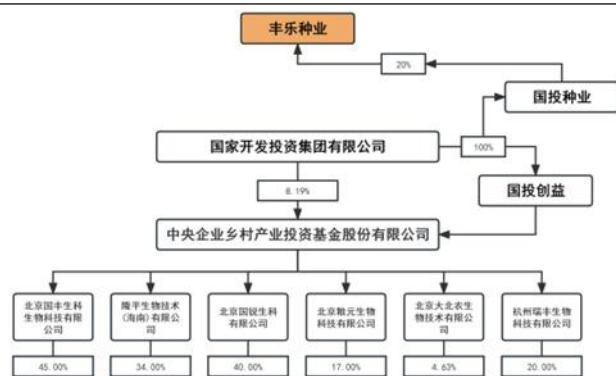 丰乐种业
20%
国投种业
国家开发投资集团有限公司
100%
8.19%
国投创益
中央企业乡村产业投资基金股份有限公司
北京国丰生科
生物科技有限
公司
隆平生物技术
(海南)有限公
司
北京国锐生科
有限公司
北京粮元生物
科技有限公司
北京大北农生
物技术有限公
司
杭州瑞丰生物
科技有限公司
45.00%
34.00%
40.00%
17.00%
4.63%
20.00%